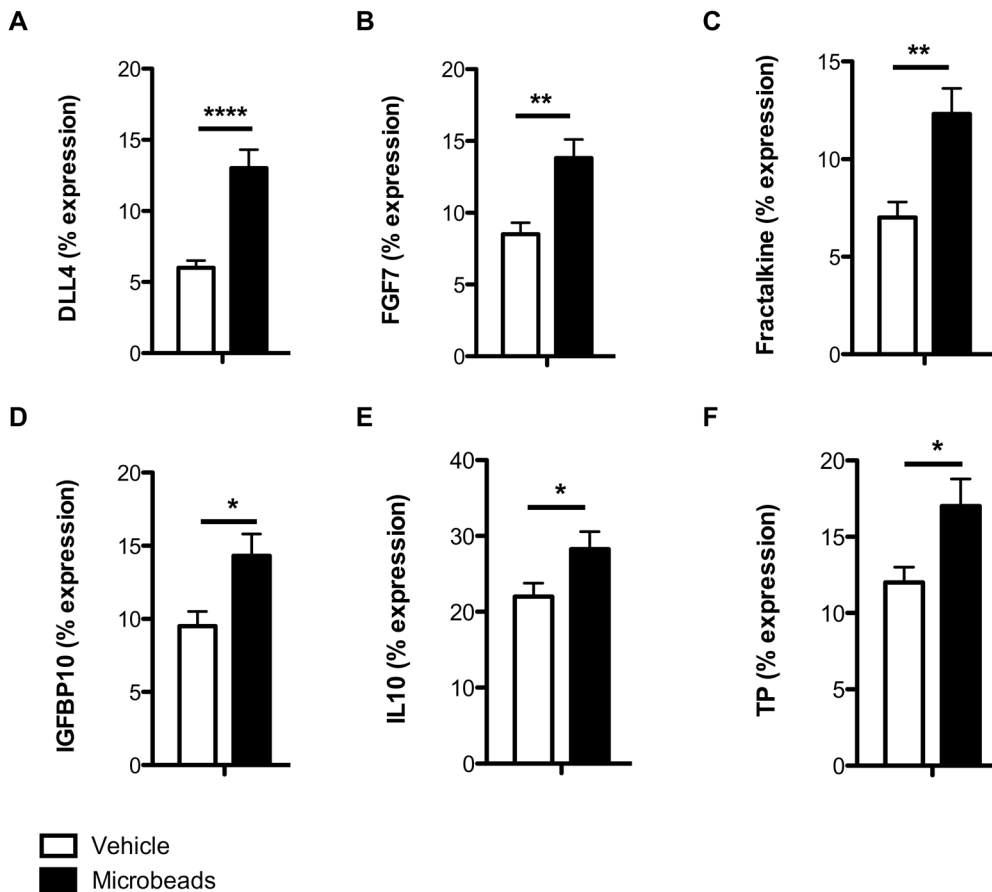 A
DLL4 (% expression)
20
15
10
5
0
****
B
FGF7 (% expression)
20
15
10
5
0
**
C
Fractalkine (% expression)
15
10
5
0
**
D
IGFBP10 (% expression)
20
15
10
5
0
*
E
IL10 (% expression)
40
30
20
10
0
*
F
TP (% expression)
20
15
10
5
0
*
Vehicle
Microbeads